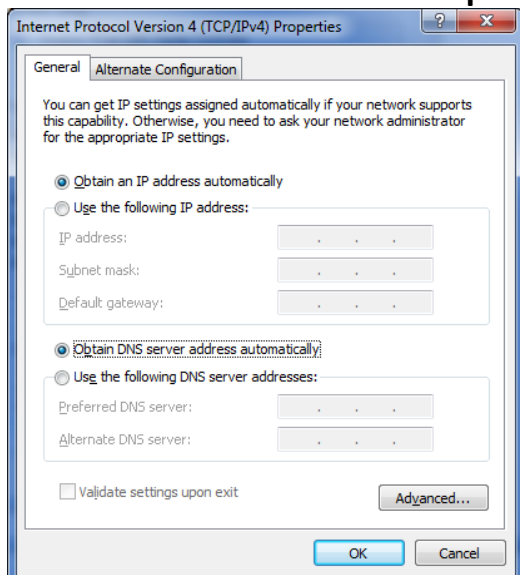 Internet Protocol Version 4 (TCP/IPv4) Properties
General
Alternate Configuration
You can get IP settings assigned automatically if your network supports
this capability. Otherwise, you need to ask your network administrator
for the appropriate IP settings.
Obtain an IP address automatically
Use the following IP address:
IP address:
Subnet mask:
Default gateway:
Obtain DNS server address automatically
Use the following DNS server addresses:
Preferred DNS server:
Alternate DNS server:
Validate settings upon exit
Advanced...
OK
Cancel